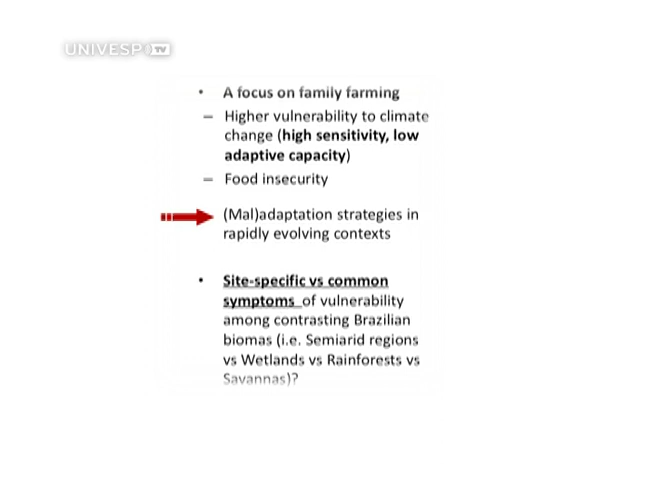 UNIVESP TV
• A focus on family farming
– Higher vulnerability to climate
change (high sensitivity, low
adaptive capacity)
– Food insecurity
(Mal)adaptation strategies in
rapidly evolving contexts
• Site-specific vs common
symptoms of vulnerability
among contrasting Brazilian
biomas (i.e. Semiarid regions
vs Wetlands vs Rainforests vs
Savannas)?